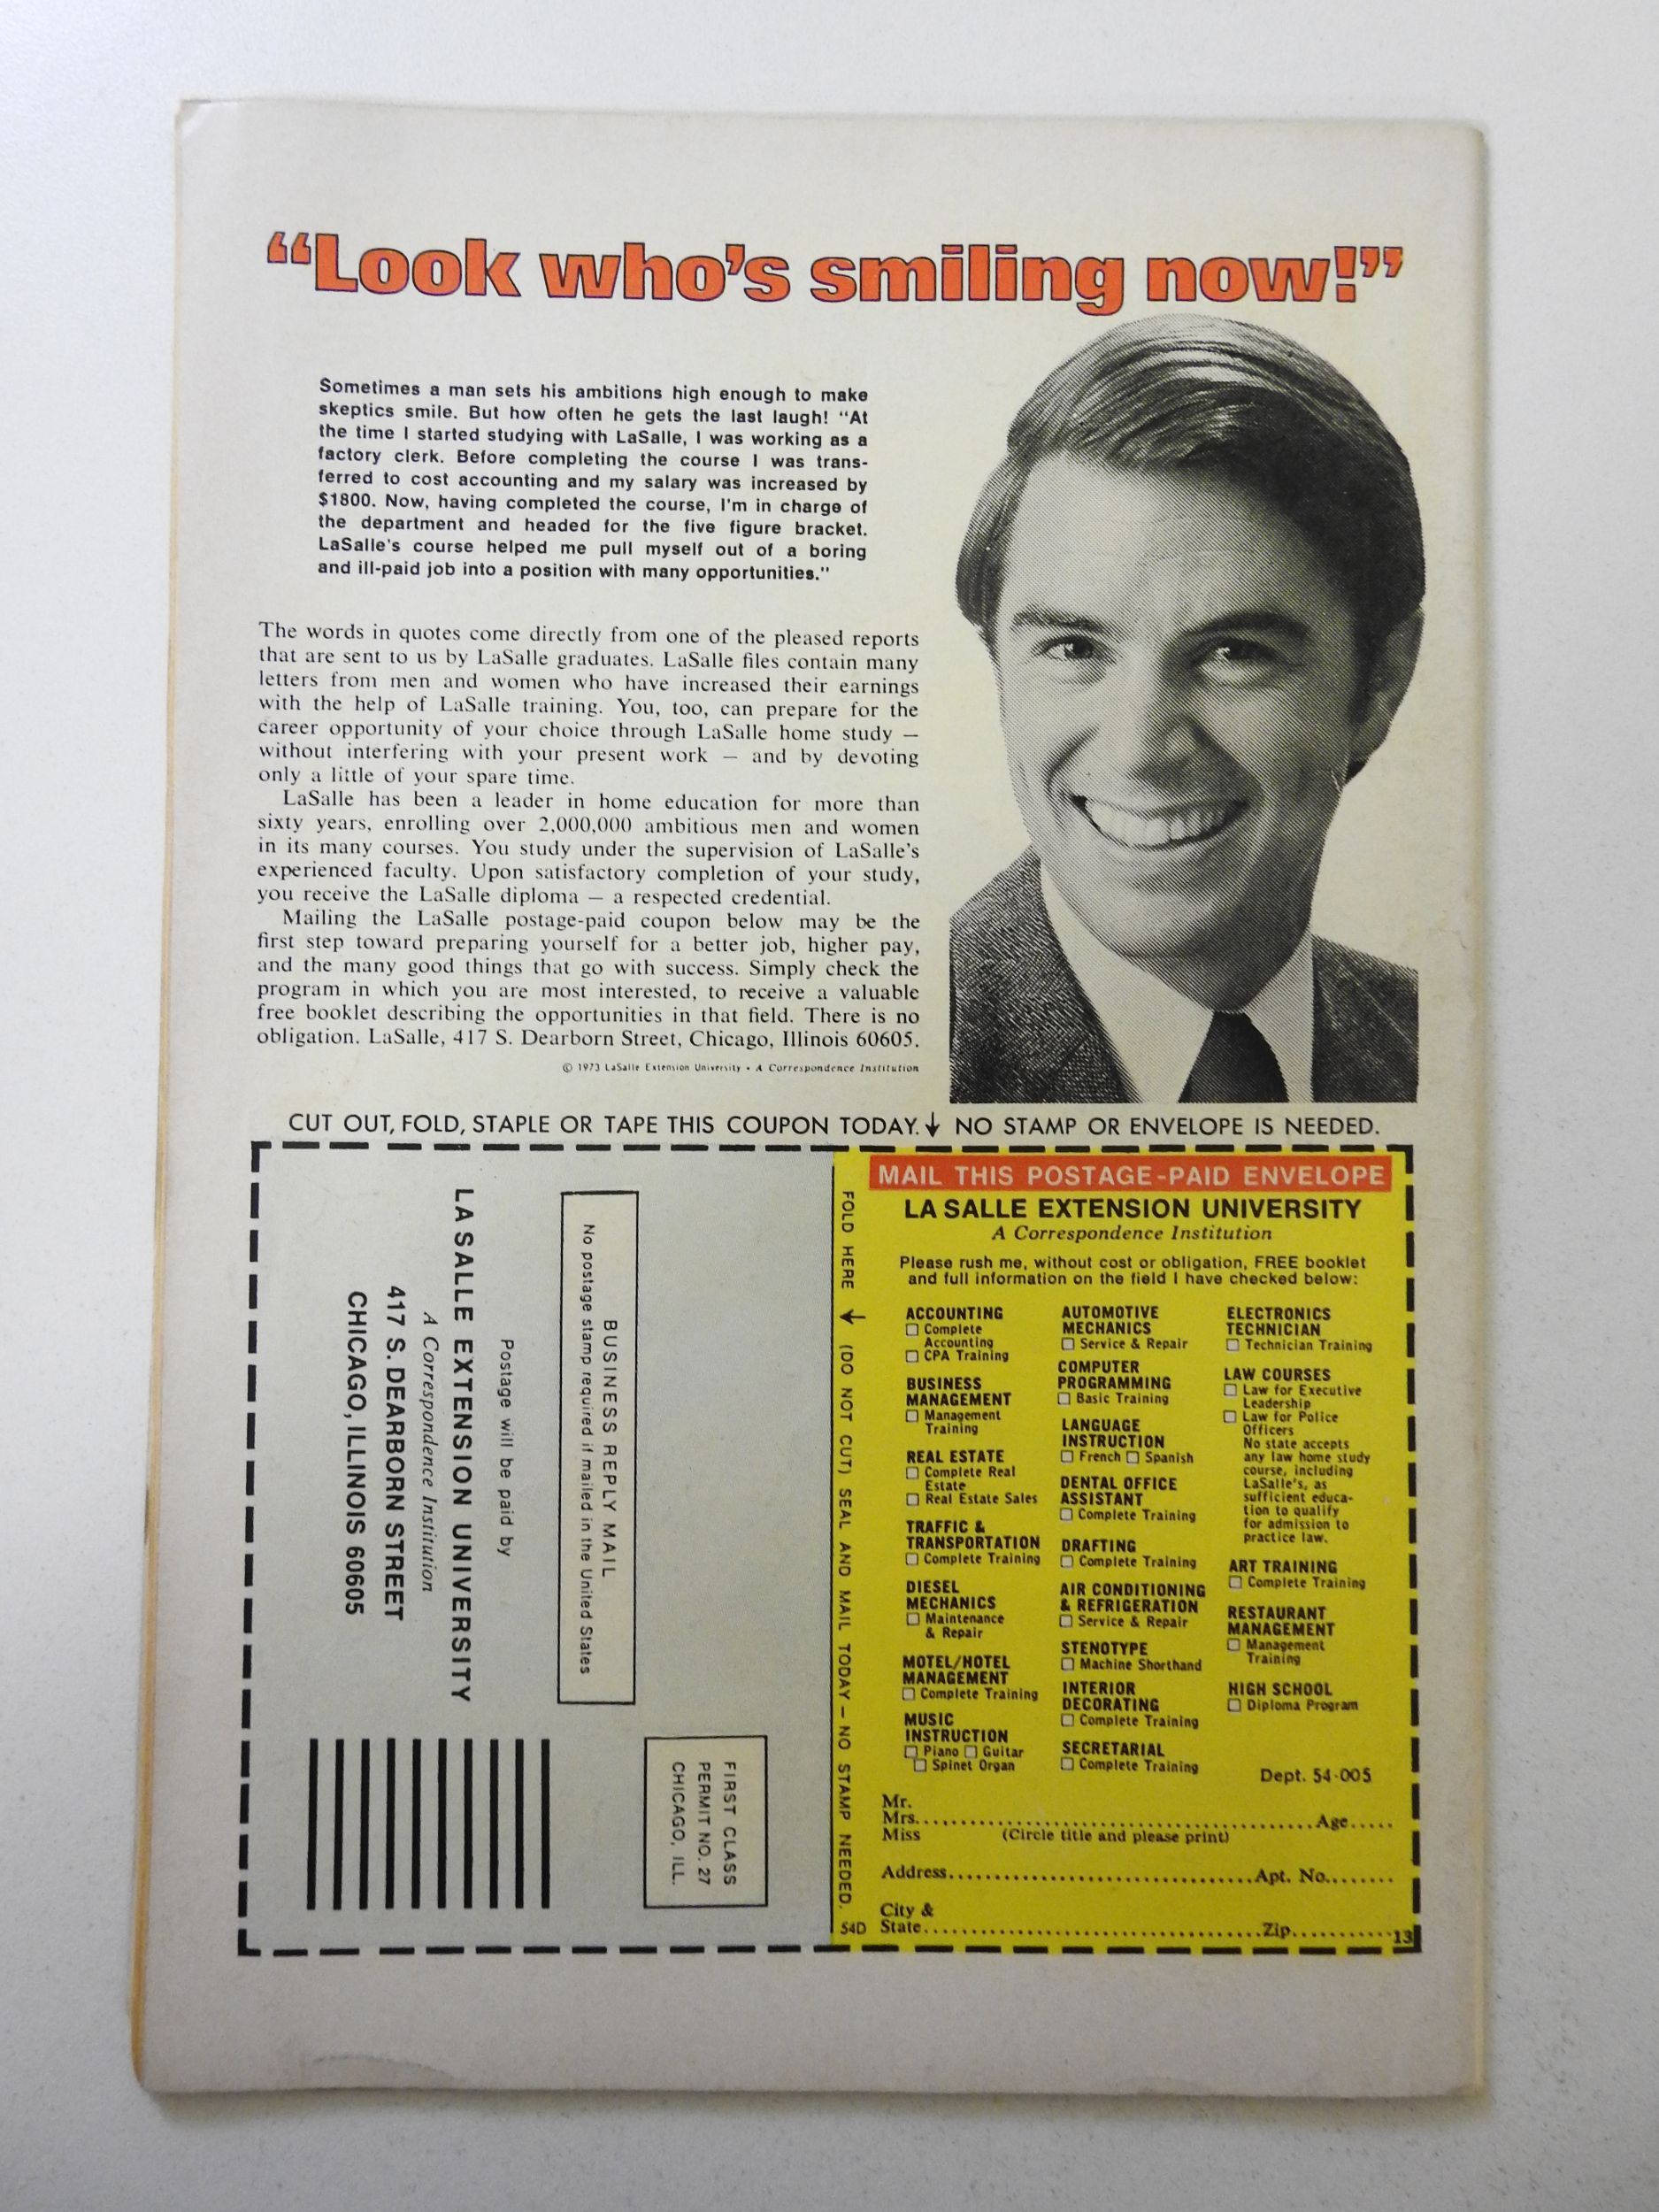 “Look who’s smiling now!”
Sometimes a man sets his ambitions high enough to make
skeptics smile. But how often he gets the last laugh! “At
the time I started studying with LaSalle, I was working as a
factory clerk. Before completing the course I was trans-
ferred to cost accounting and my salary was increased by
$1800. Now, having completed the course, I'm in charge of
the department and headed for the five figure bracket.
LaSalle's course helped me pull myself out of a boring
and ill-paid job into a position with many opportunities.”
The words in quotes come directly from one of the pleased reports
that are sent to us by LaSalle graduates. LaSalle files contain many
letters from men and women who have increased their earnings
with the help of LaSalle training. You, too, can prepare for the
career opportunity of your choice through LaSalle home study —
without interfering with your present work — and by devoting
only a little of your spare time.
LaSalle has been a leader in home education for more than
sixty years, enrolling over 2,000,000 ambitious men and women
in its many courses. You study under the supervision of LaSalle's
experienced faculty. Upon satisfactory completion of your study,
you receive the LaSalle diploma — a respected credential.
Mailing the LaSalle postage-paid coupon below may be the
first step toward preparing yourself for a better job, higher pay,
and the many good things that go with success. Simply check the
program in which you are most interested, to receive a valuable
free booklet describing the opportunities in that field. There is no
obligation. LaSalle, 417 S. Dearborn Street, Chicago, Illinois 60605.
© 1973 LaSalle Extension University • A Correspondence Institution
CUT OUT, FOLD, STAPLE OR TAPE THIS COUPON TODAY. ↓ NO STAMP OR ENVELOPE IS NEEDED.
FIRST CLASS
PERMIT NO. 27
CHICAGO, ILL.
BUSINESS REPLY MAIL
No postage stamp required if mailed in the United States
Postage will be paid by
LA SALLE EXTENSION UNIVERSITY
A Correspondence Institution
417 S. DEARBORN STREET
CHICAGO, ILLINOIS 60605
FOLD HERE ↓ (DO NOT CUT) SEAL AND MAIL TODAY – NO STAMP NEEDED.
54D
MAIL THIS POSTAGE-PAID ENVELOPE
LA SALLE EXTENSION UNIVERSITY
A Correspondence Institution
Please rush me, without cost or obligation, FREE booklet
and full information on the field I have checked below:
ACCOUNTING
☐ Complete
Accounting
☐ CPA Training
BUSINESS
MANAGEMENT
☐ Management
Training
REAL ESTATE
☐ Complete Real
Estate
☐ Real Estate Sales
TRAFFIC &
TRANSPORTATION
☐ Complete Training
DIESEL
MECHANICS
☐ Maintenance
& Repair
MOTEL/HOTEL
MANAGEMENT
☐ Complete Training
MUSIC
INSTRUCTION
☐ Piano ☐ Guitar
☐ Spinet Organ
AUTOMOTIVE
MECHANICS
☐ Service & Repair
COMPUTER
PROGRAMMING
☐ Basic Training
LANGUAGE
INSTRUCTION
☐ French ☐ Spanish
DENTAL OFFICE
ASSISTANT
☐ Complete Training
DRAFTING
☐ Complete Training
AIR CONDITIONING
& REFRIGERATION
☐ Service & Repair
STENOTYPE
☐ Machine Shorthand
INTERIOR
DECORATING
☐ Complete Training
SECRETARIAL
☐ Complete Training
ELECTRONICS
TECHNICIAN
☐ Technician Training
LAW COURSES
☐ Law for Executive
Leadership
☐ Law for Police
Officers
No state accepts
any law home study
course, including
LaSalle's, as
sufficient educa-
tion to qualify
for admission to
practice law.
ART TRAINING
☐ Complete Training
RESTAURANT
MANAGEMENT
☐ Management
Training
HIGH SCHOOL
☐ Diploma Program
Dept. 54-005
Mr.
Mrs. Age
Miss (Circle title and please print)
Address Apt. No.
City &
State Zip 13